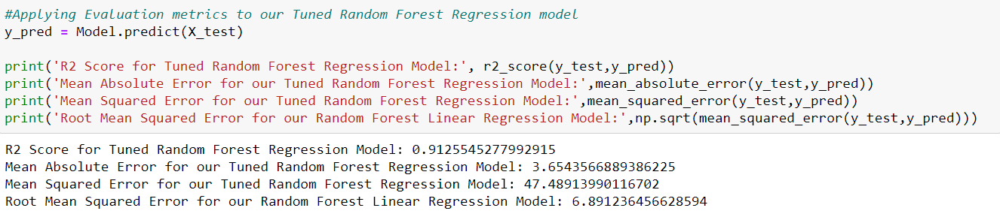 #Applying Evaluation metrics to our Tuned Random Forest Regression model
y_pred = Model.predict(X_test)
print('R2 Score for Tuned Random Forest Regression Model:', r2_score(y_test,y_pred))
print('Mean Absolute Error for our Tuned Random Forest Regression Model:',mean_absolute_error(y_test,y_pred))
print('Mean Squared Error for our Tuned Random Forest Regression Model:',mean_squared_error(y_test,y_pred))
print('Root Mean Squared Error for our Random Forest Linear Regression Model:',np.sqrt(mean_squared_error(y_test,y_pred)))
R2 Score for Tuned Random Forest Regression Model: 0.9125545277992915
Mean Absolute Error for our Tuned Random Forest Regression Model: 3.6543566889386225
Mean Squared Error for our Tuned Random Forest Regression Model: 47.48913990116702
Root Mean Squared Error for our Random Forest Linear Regression Model: 6.891236456628594